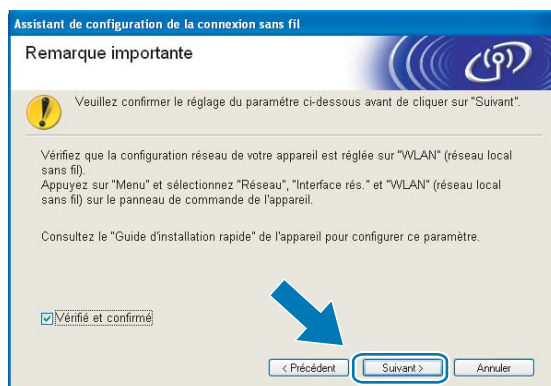 Assistant de configuration de la connexion sans fil
Remarque importante
Veuillez confirmer le réglage du paramétre ci-dessous avant de cliquer sur "Suivant".
Vérifiez que la configuration réseau de votre appareil est réglée sur "WLAN" (réseau local
sans fil).
Appuyez sur "Menu" et sélectionnez "Réseau", "Interface rés." et "WLAN" (réseau local
sans fil) sur le panneau de commande de l'appareil.
Consultez le "Guide d'installation rapide" de l'appareil pour configurer ce paramètre.
Vérifié et confirmé
< Précédent Suivant > Annuler